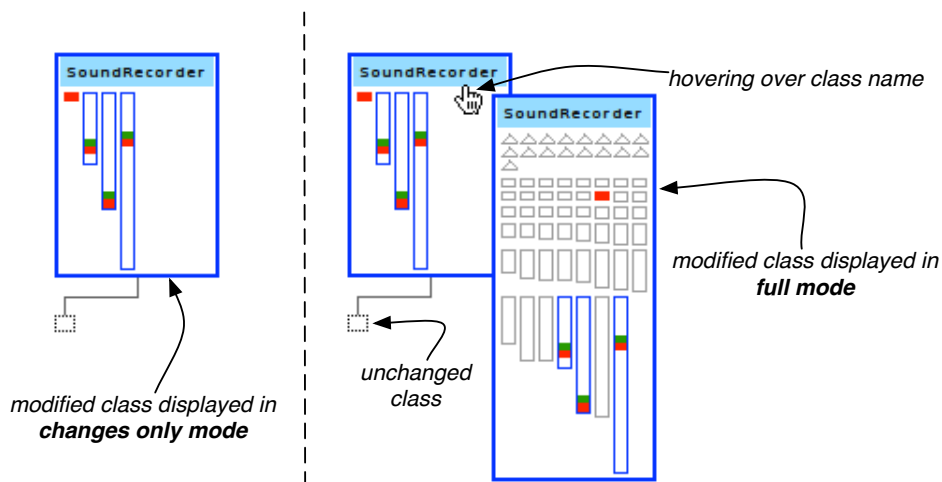 SoundRecorder
modified class displayed in
changes only mode
SoundRecorder
hovering over class name
SoundRecorder
modified class displayed in
full mode
unchanged
class